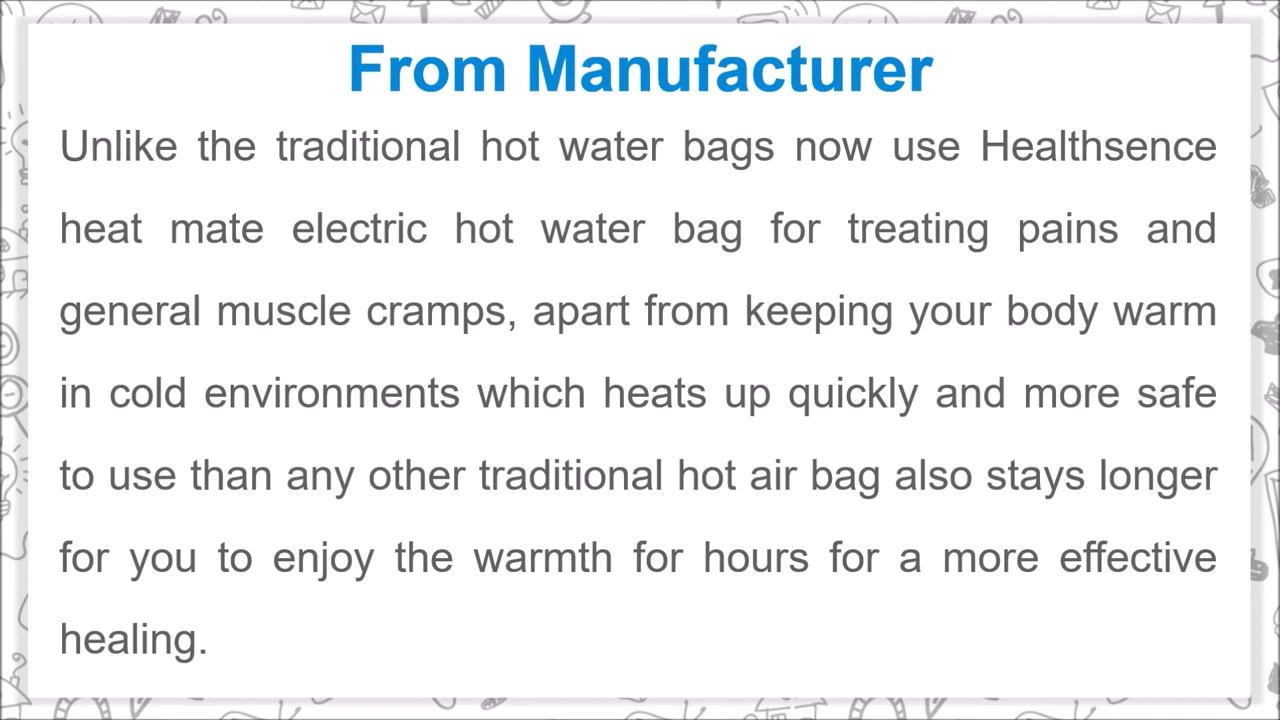 From Manufacturer
Unlike the traditional hot water bags now use Healthsence
heat mate electric hot water bag for treating pains and
general muscle cramps, apart from keeping your body warm
in cold environments which heats up quickly and more safe
to use than any other traditional hot air bag also stays longer
for you to enjoy the warmth for hours for a more effective
healing.